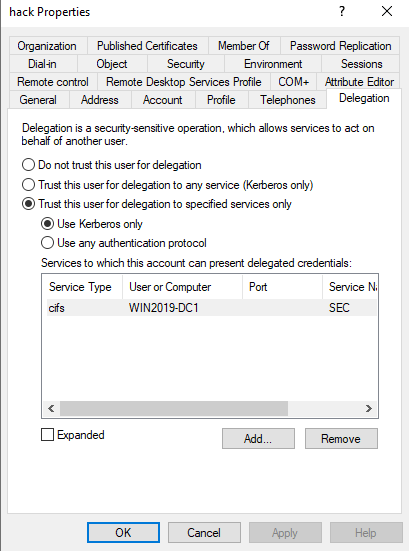 hack Properties
? X
Organization Published Certificates Member Of Password Replication
Dial-in Object Security Environment Sessions
Remote control Remote Desktop Services Profile COM+ Attribute Editor
General Address Account Profile Telephones Delegation
Delegation is a security-sensitive operation, which allows services to act on
behalf of another user.
Do not trust this user for delegation
Trust this user for delegation to any service (Kerberos only)
Trust this user for delegation to specified services only
Use Kerberos only
Use any authentication protocol
Services to which this account can present delegated credentials:
Service Type User or Computer Port Service Na
cifs WIN2019-DC1 SEC
Expanded Add... Remove
OK Cancel Apply Help